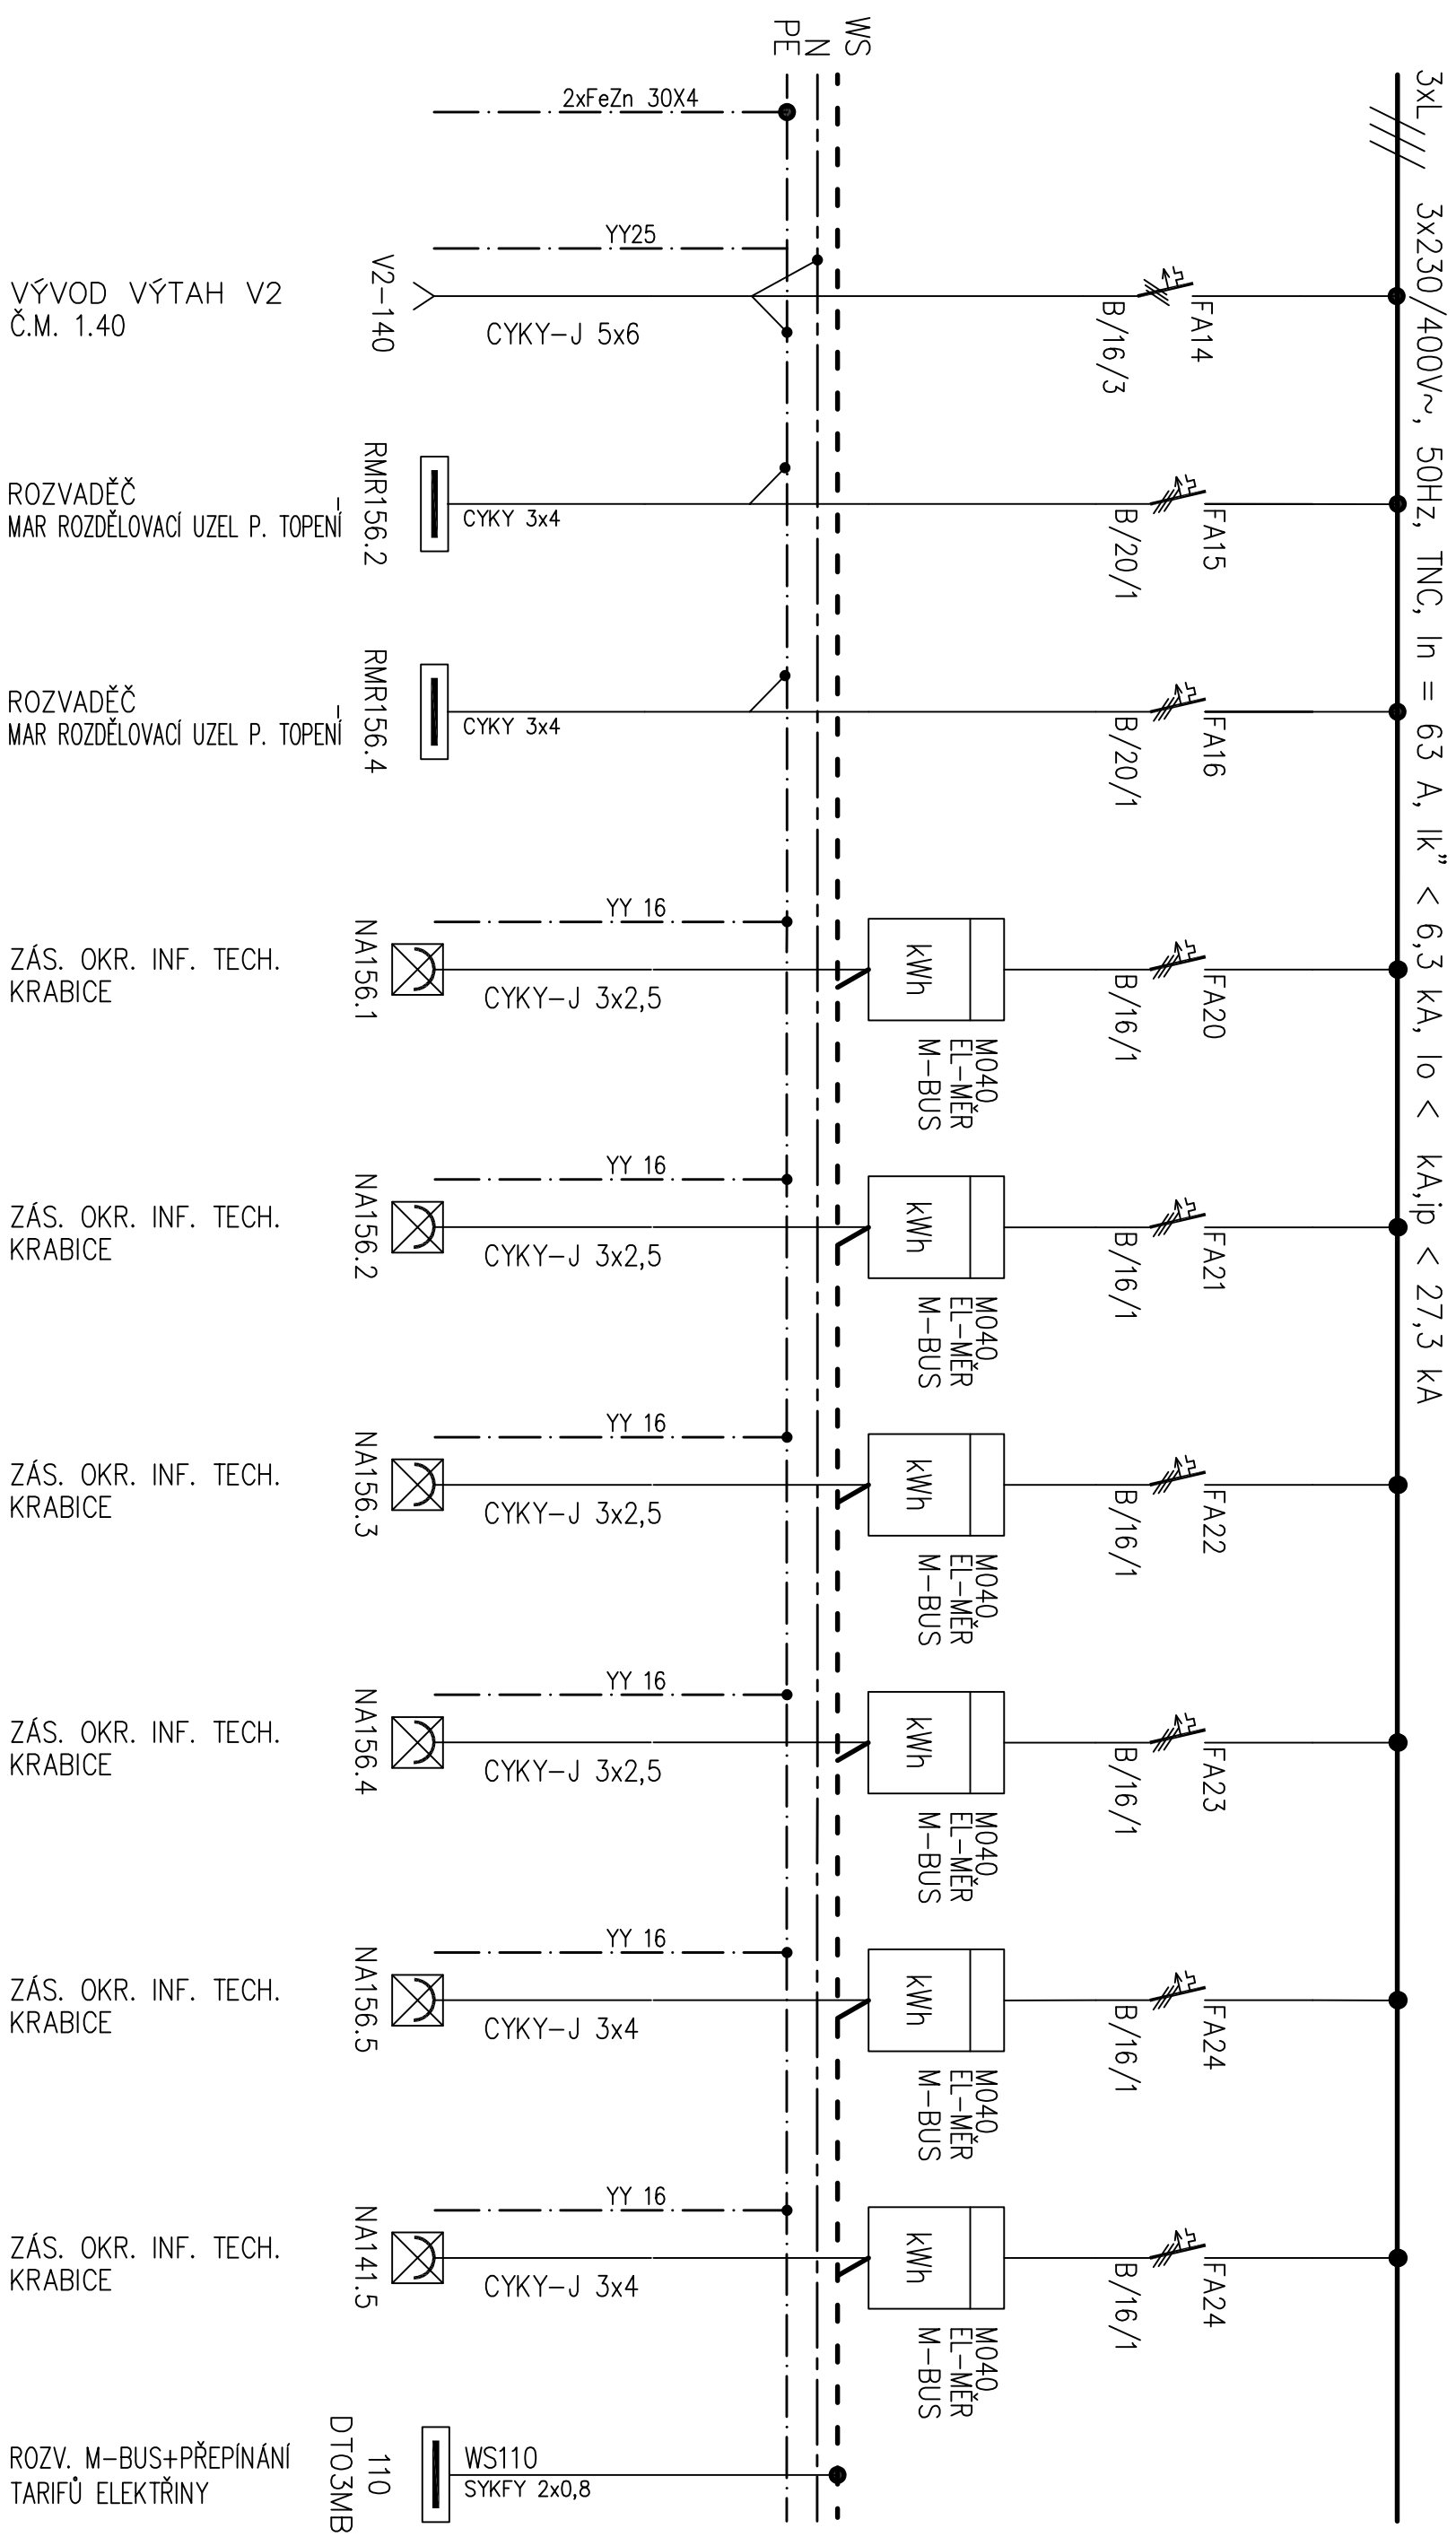 3xL 3x230/400V~, 50Hz, TNC, In = 63 A, Ik" < 6,3 kA, Io < kA,ip < 27,3 kA
WS
N
PE
2xFeZn 30X4
YY25
VÝVOD VÝTAH V2
Č.M. 1.40
V2-140
CYKY-J 5x6
B/16/3
FA14
ROZVADĚČ
MAR ROZDĚLOVACÍ UZEL P. TOPENÍ
RMR156.2
CYKY 3x4
B/20/1
FA15
ROZVADĚČ
MAR ROZDĚLOVACÍ UZEL P. TOPENÍ
RMR156.4
CYKY 3x4
B/20/1
FA16
YY 16
ZÁS. OKR. INF. TECH.
KRABICE
NA156.1
CYKY-J 3x2,5
kWh
M040
EL-MĚR
M-BUS
B/16/1
FA20
YY 16
ZÁS. OKR. INF. TECH.
KRABICE
NA156.2
CYKY-J 3x2,5
kWh
M040
EL-MĚR
M-BUS
B/16/1
FA21
YY 16
ZÁS. OKR. INF. TECH.
KRABICE
NA156.3
CYKY-J 3x2,5
kWh
M040
EL-MĚR
M-BUS
B/16/1
FA22
YY 16
ZÁS. OKR. INF. TECH.
KRABICE
NA156.4
CYKY-J 3x2,5
kWh
M040
EL-MĚR
M-BUS
B/16/1
FA23
YY 16
ZÁS. OKR. INF. TECH.
KRABICE
NA156.5
CYKY-J 3x4
kWh
M040
EL-MĚR
M-BUS
B/16/1
FA24
YY 16
ZÁS. OKR. INF. TECH.
KRABICE
NA141.5
CYKY-J 3x4
kWh
M040
EL-MĚR
M-BUS
B/16/1
FA24
ROZV. M-BUS+PŘEPÍNÁNÍ
TARIFŮ ELEKTŘINY
110
DT03MB
WS110
SYKFY 2x0,8